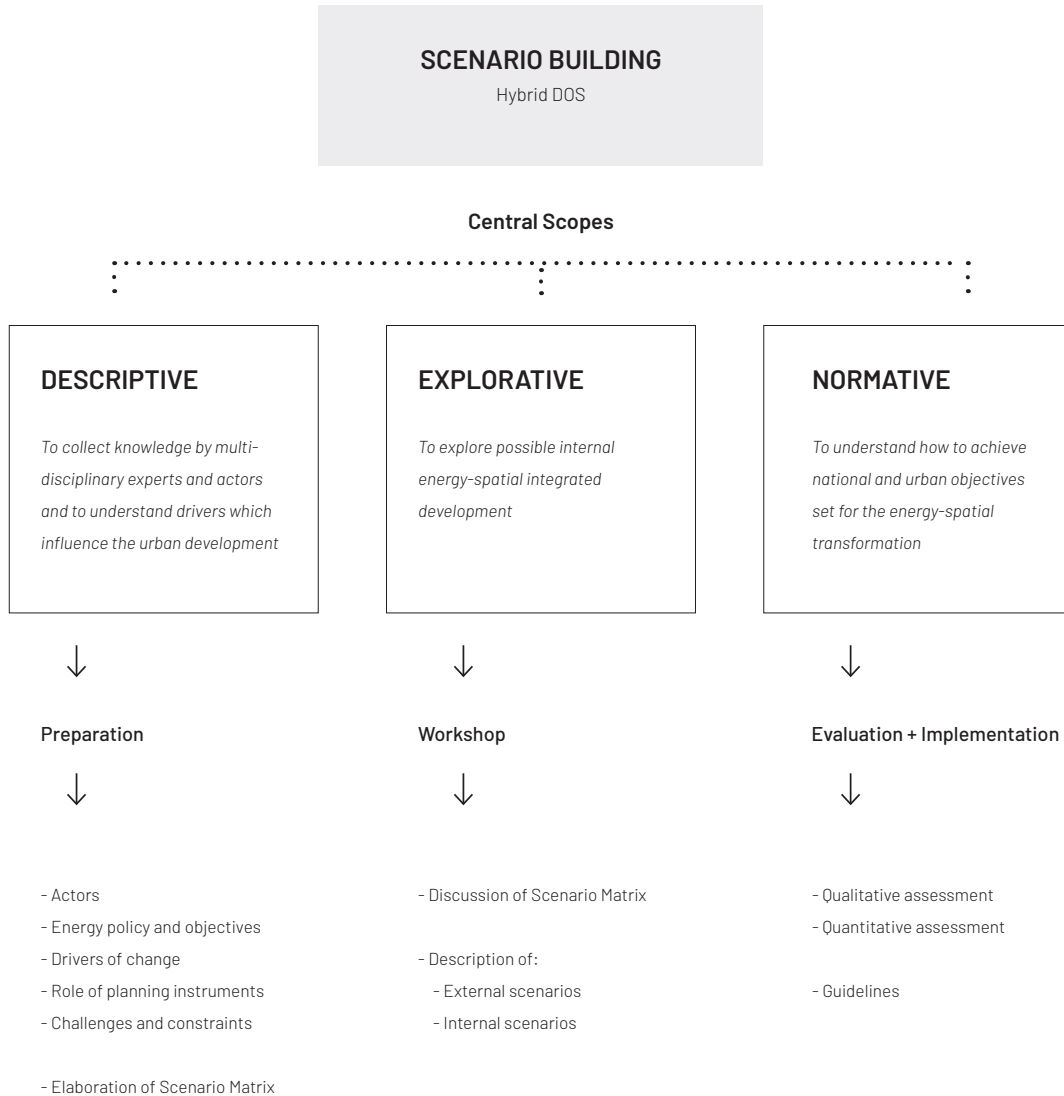 SCENARIO BUILDING
Hybrid DOS
Central Scopes
DESCRIPTIVE
To collect knowledge by multi-
disciplinary experts and actors
and to understand drivers which
influence the urban development
EXPLORATIVE
To explore possible internal
energy-spatial integrated
development
NORMATIVE
To understand how to achieve
national and urban objectives
set for the energy-spatial
transformation
Preparation
Workshop
Evaluation + Implementation
- Actors
- Energy policy and objectives
- Drivers of change
- Role of planning instruments
- Challenges and constraints
- Elaboration of Scenario Matrix
- Discussion of Scenario Matrix
- Description of:
- External scenarios
- Internal scenarios
- Qualitative assessment
- Quantitative assessment
- Guidelines